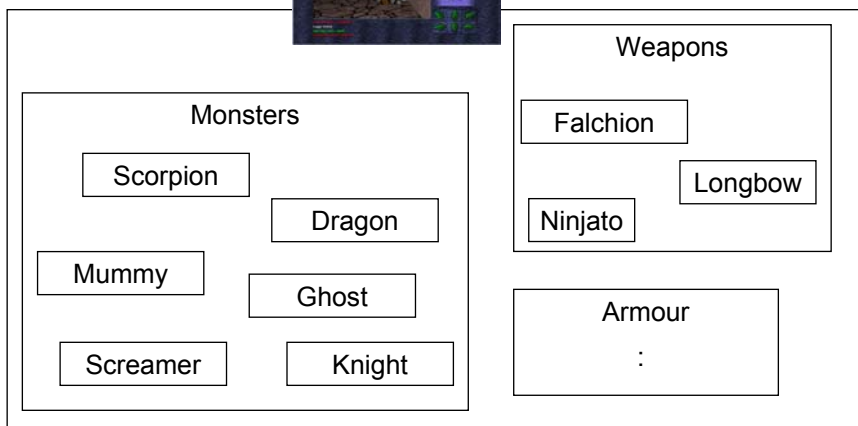 Monsters
Scorpion
Dragon
Mummy
Ghost
Screamer
Knight
Weapons
Falchion
Longbow
Ninjato
Armour
: